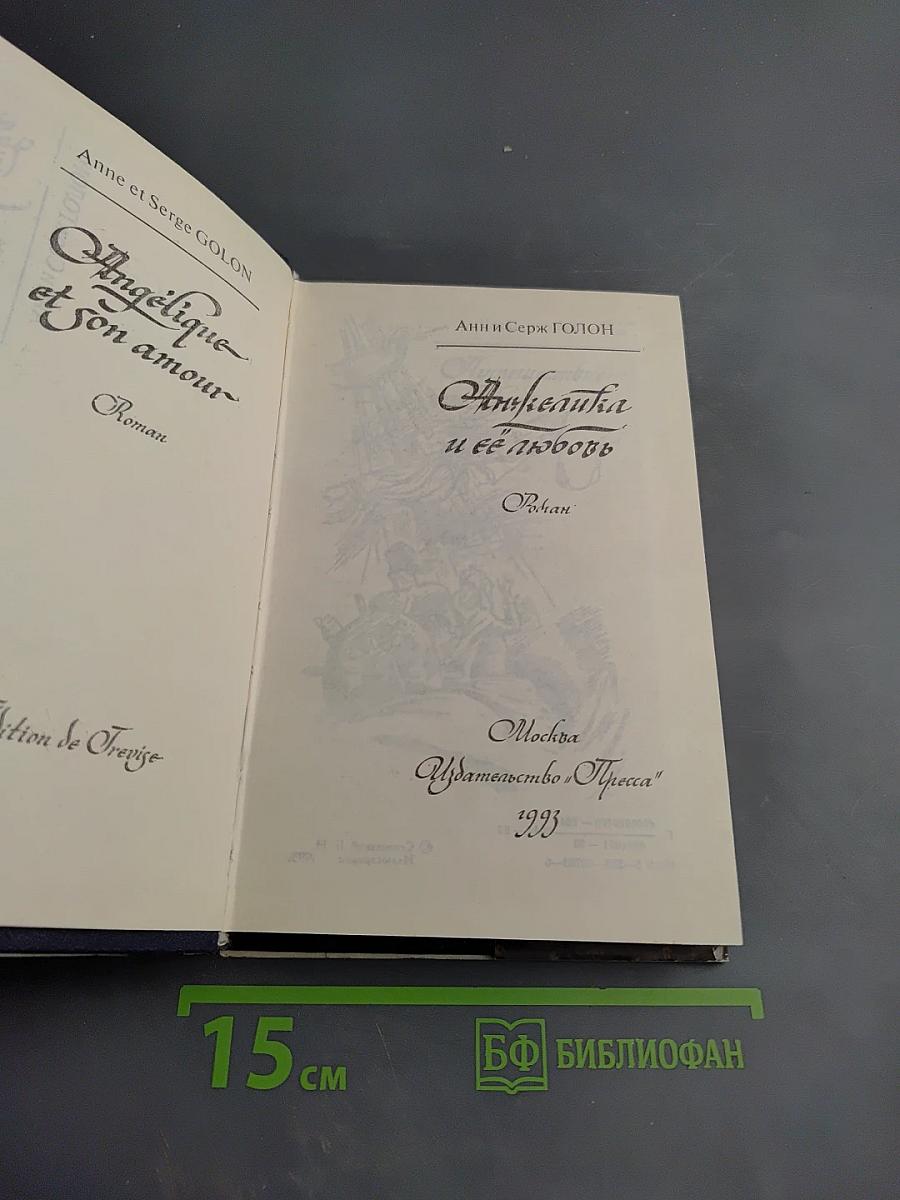 Anne et Serge GOLON
Angélique
et son amour
Roman
dition de Trevise
Анн и Серж ГОЛОН
Анжелика
и её любовь
Роман
Москва
Издательство „Пресса"
1993
15 см
БФ БИБЛИОФАН